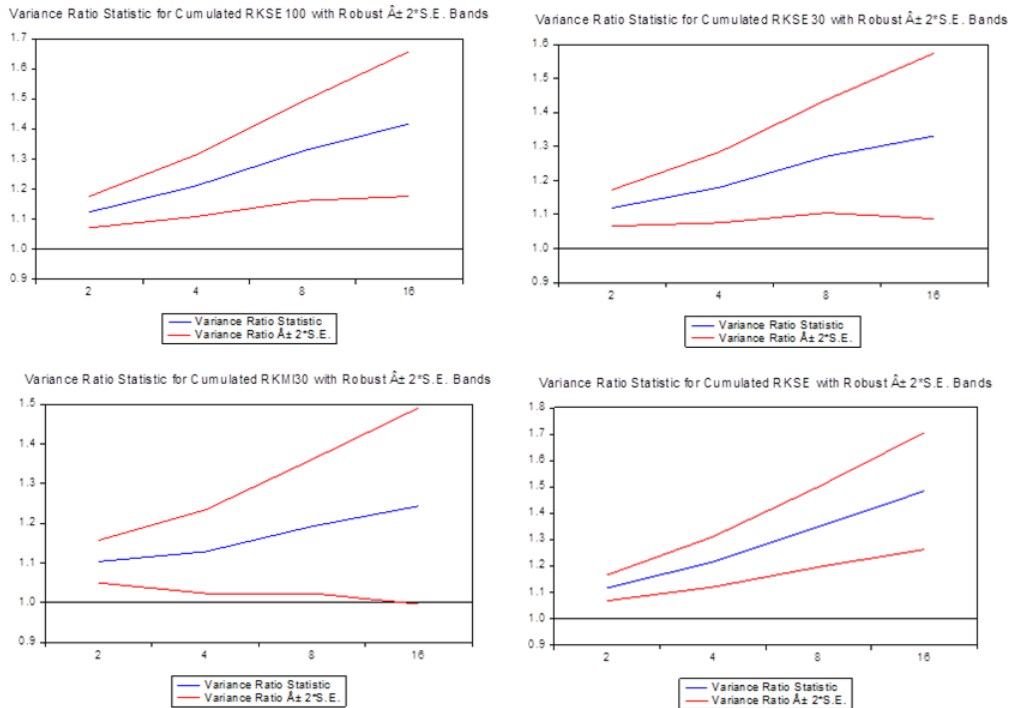 Variance Ratio Statistic for Cumulated RKSE100 with Robust Â± 2*S.E. Bands
1.7
1.6
1.5
1.4
1.3
1.2
1.1
1.0
0.9
2 4 8 16
Variance Ratio Statistic
Variance Ratio Â± 2*S.E.
Variance Ratio Statistic for Cumulated RKSE30 with Robust Â± 2*S.E. Bands
1.6
1.5
1.4
1.3
1.2
1.1
1.0
0.9
2 4 8 16
Variance Ratio Statistic
Variance Ratio Â± 2*S.E.
Variance Ratio Statistic for Cumulated RKMI30 with Robust Â± 2*S.E. Bands
1.5
1.4
1.3
1.2
1.1
1.0
0.9
2 4 8 16
Variance Ratio Statistic
Variance Ratio Â± 2*S.E.
Variance Ratio Statistic for Cumulated RKSE with Robust Â± 2*S.E. Bands
1.8
1.7
1.6
1.5
1.4
1.3
1.2
1.1
1.0
0.9
2 4 8 16
Variance Ratio Statistic
Variance Ratio Â± 2*S.E.